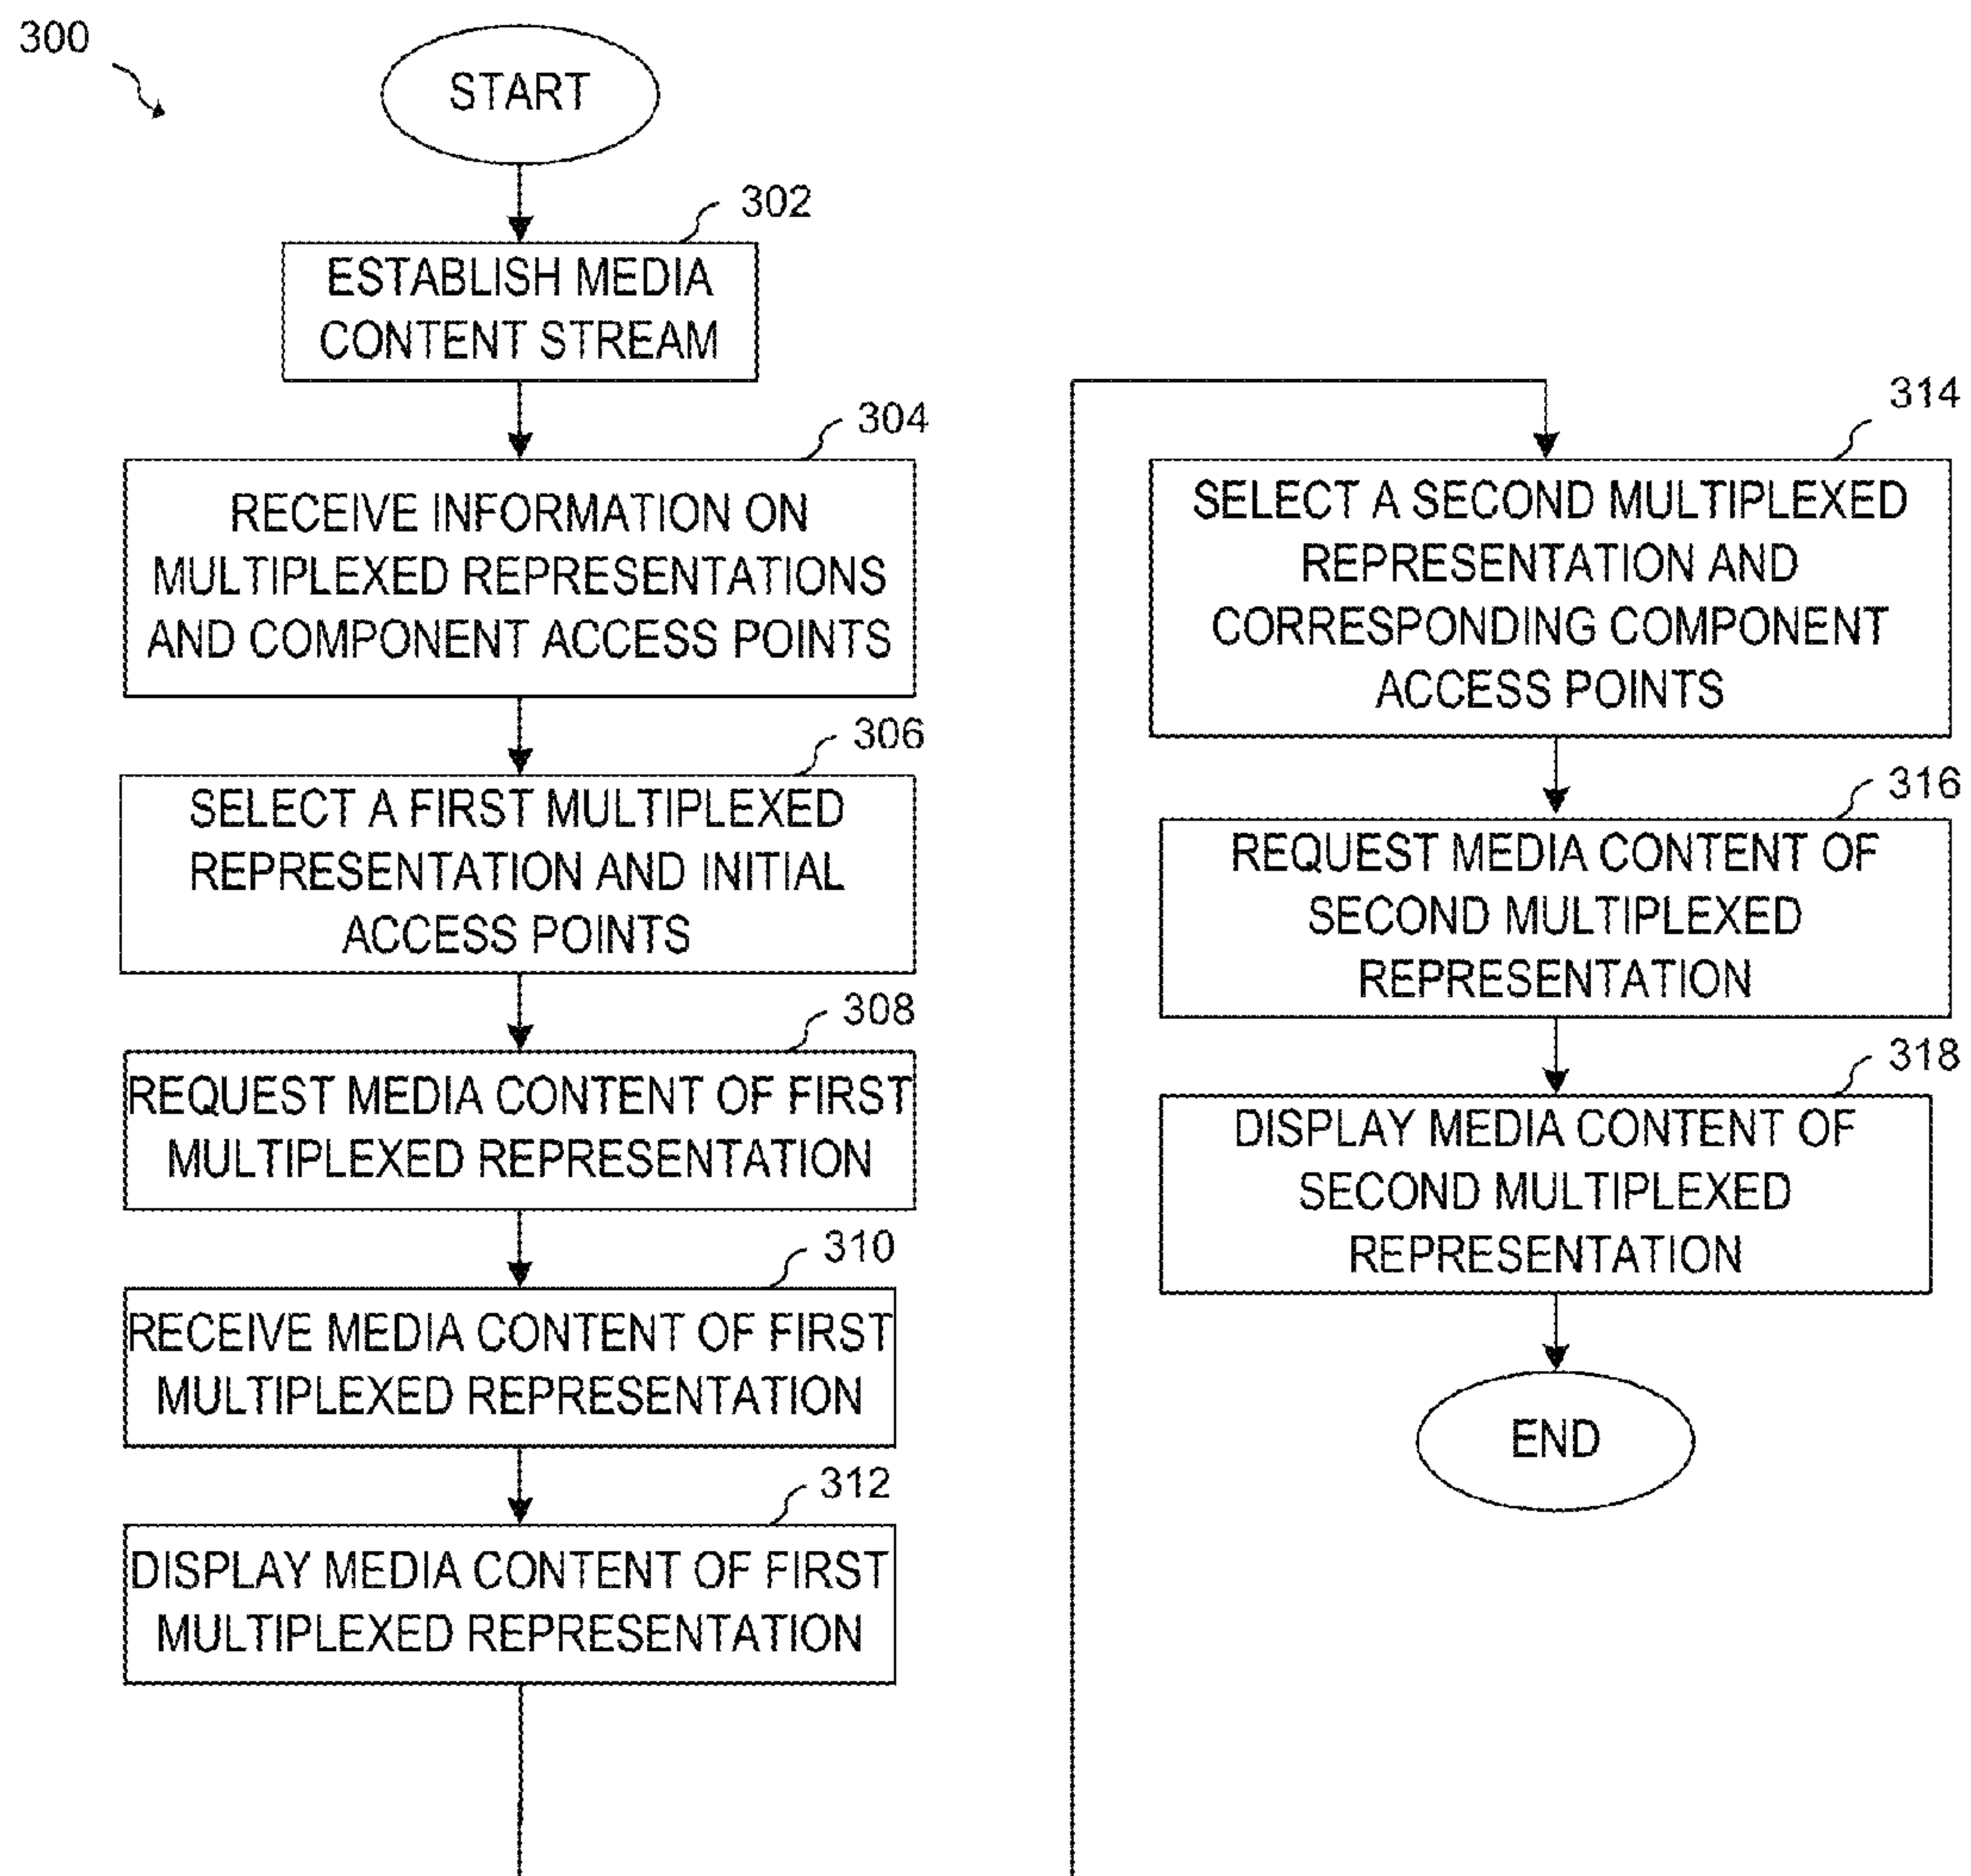 300
START
302
ESTABLISH MEDIA
CONTENT STREAM
304
RECEIVE INFORMATION ON
MULTIPLEXED REPRESENTATIONS
AND COMPONENT ACCESS POINTS
306
SELECT A FIRST MULTIPLEXED
REPRESENTATION AND INITIAL
ACCESS POINTS
308
REQUEST MEDIA CONTENT OF FIRST
MULTIPLEXED REPRESENTATION
310
RECEIVE MEDIA CONTENT OF FIRST
MULTIPLEXED REPRESENTATION
312
DISPLAY MEDIA CONTENT OF FIRST
MULTIPLEXED REPRESENTATION
314
SELECT A SECOND MULTIPLEXED
REPRESENTATION AND
CORRESPONDING COMPONENT
ACCESS POINTS
316
REQUEST MEDIA CONTENT OF
SECOND MULTIPLEXED
REPRESENTATION
318
DISPLAY MEDIA CONTENT OF
SECOND MULTIPLEXED
REPRESENTATION
END